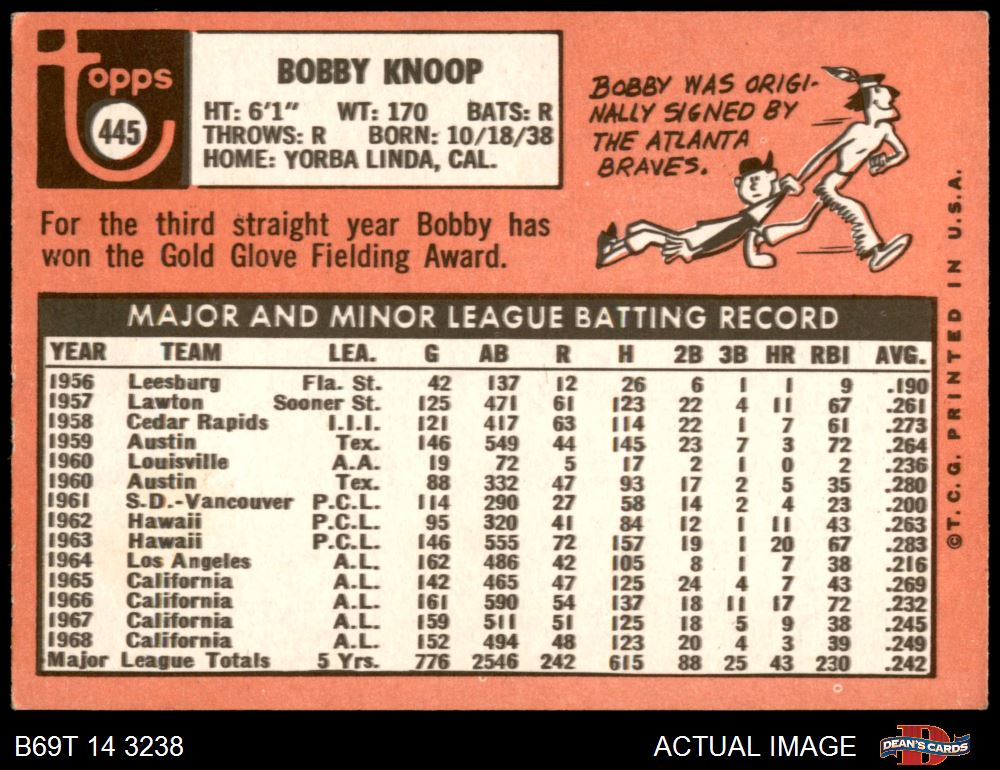 topps
445
BOBBY KNOOP
HT: 6'1" WT: 170 BATS: R
THROWS: R BORN: 10/18/38
HOME: YORBA LINDA, CAL.
BOBBY WAS ORIGI-
NALLY SIGNED BY
THE ATLANTA
BRAVES.
For the third straight year Bobby has
won the Gold Glove Fielding Award.
MAJOR AND MINOR LEAGUE BATTING RECORD
YEAR TEAM LEA. G AB R H 2B 3B HR RBI AVG.
1956 Leesburg Fla. St. 42 137 12 26 6 1 1 9 .190
1957 Lawton Sooner St. 125 471 61 123 22 4 11 67 .261
1958 Cedar Rapids I.I.I. 121 417 63 114 22 1 7 61 .273
1959 Austin Tex. 146 549 44 145 23 7 3 72 .264
1960 Louisville A.A. 19 72 5 17 2 1 0 2 .236
1960 Austin Tex. 88 332 47 93 17 2 5 35 .280
1961 S.D.-Vancouver P.C.L. 114 290 27 58 14 2 4 23 .200
1962 Hawaii P.C.L. 95 320 41 84 12 1 11 43 .263
1963 Hawaii P.C.L. 146 555 72 157 19 1 20 67 .283
1964 Los Angeles A.L. 162 486 42 105 8 1 7 38 .216
1965 California A.L. 142 465 47 125 24 4 7 43 .269
1966 California A.L. 161 590 54 137 18 11 17 72 .232
1967 California A.L. 159 511 51 125 18 5 9 38 .245
1968 California A.L. 152 494 48 123 20 4 3 39 .249
Major League Totals 5 Yrs. 776 2546 242 615 88 25 43 230 .242
©T.C.G. PRINTED IN U.S.A.
B69T 14 3238
ACTUAL IMAGE
DEAN'S CARDS